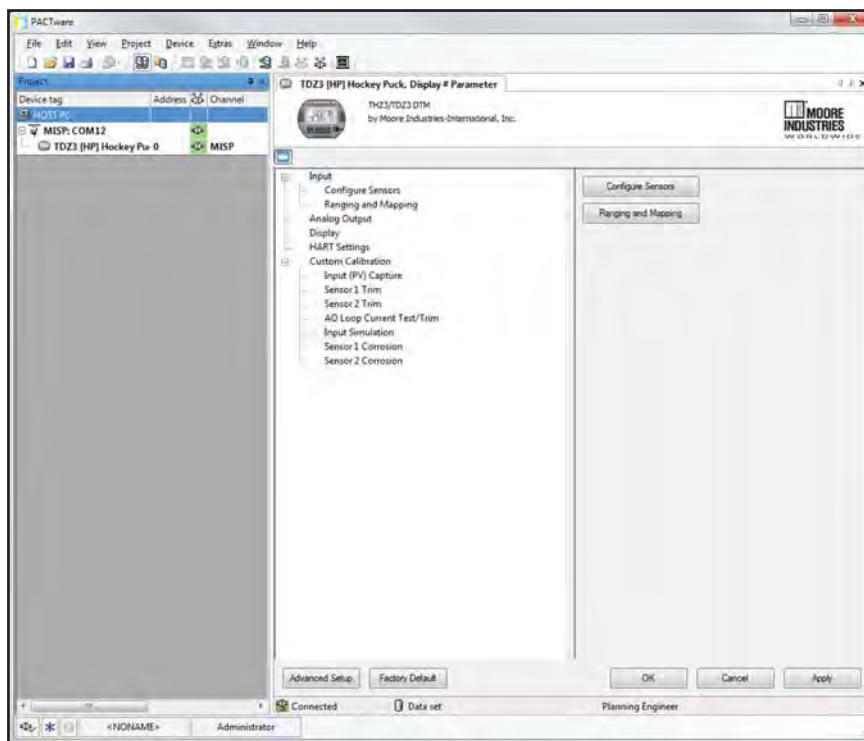 PACTware
File Edit View Project Device Extras Window Help
Project
TDZ3 [HP] Hockey Puck, Display # Parameter
Device tag Address Channel
HOST PC
MISP: COM12
TDZ3 [HP] Hockey Puc 0 MISP
THZ3/TDZ3 DTM
by Moore Industries-International, Inc.
MOORE
INDUSTRIES
WORLDWIDE
Input
Configure Sensors
Ranging and Mapping
Analog Output
Display
HART Settings
Custom Calibration
Input (PV) Capture
Sensor 1 Trim
Sensor 2 Trim
AO Loop Current Test/Trim
Input Simulation
Sensor 1 Corrosion
Sensor 2 Corrosion
Configure Sensors
Ranging and Mapping
Advanced Setup Factory Default OK Cancel Apply
Connected Data set Planning Engineer
<NONAME> Administrator